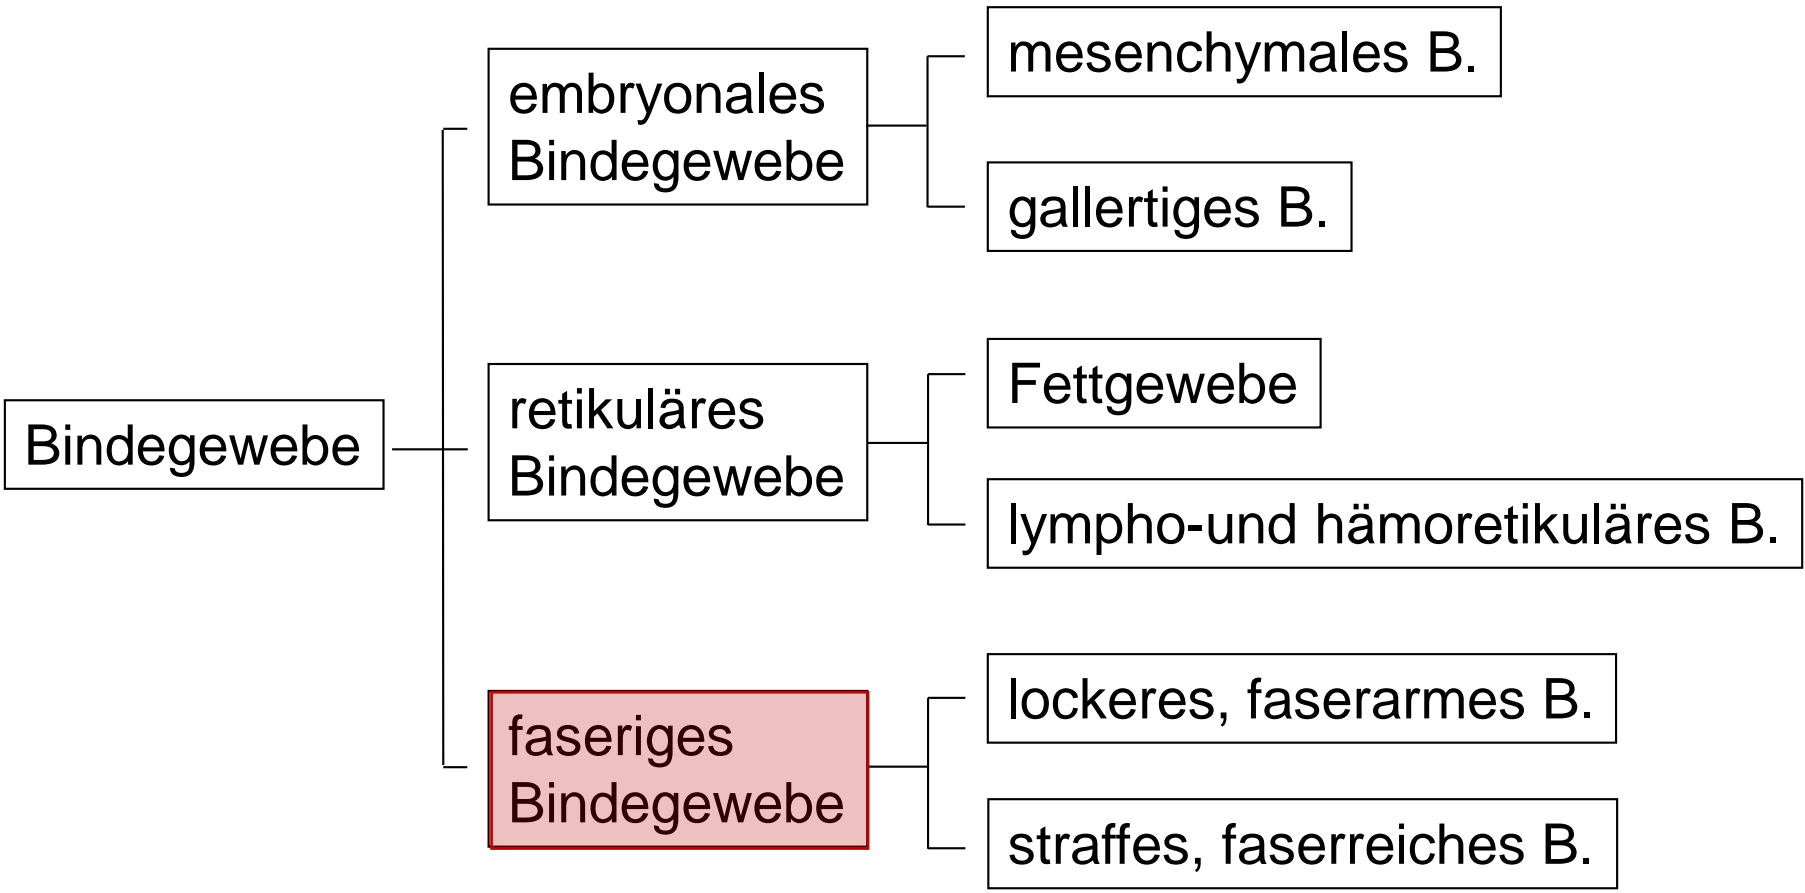 Bindegewebe
embryonales
Bindegewebe
mesenchymales B.
gallertiges B.
retikuläres
Bindegewebe
Fettgewebe
lympho-und hämoretikuläres B.
faseriges
Bindegewebe
lockeres, faserarmes B.
straffes, faserreiches B.